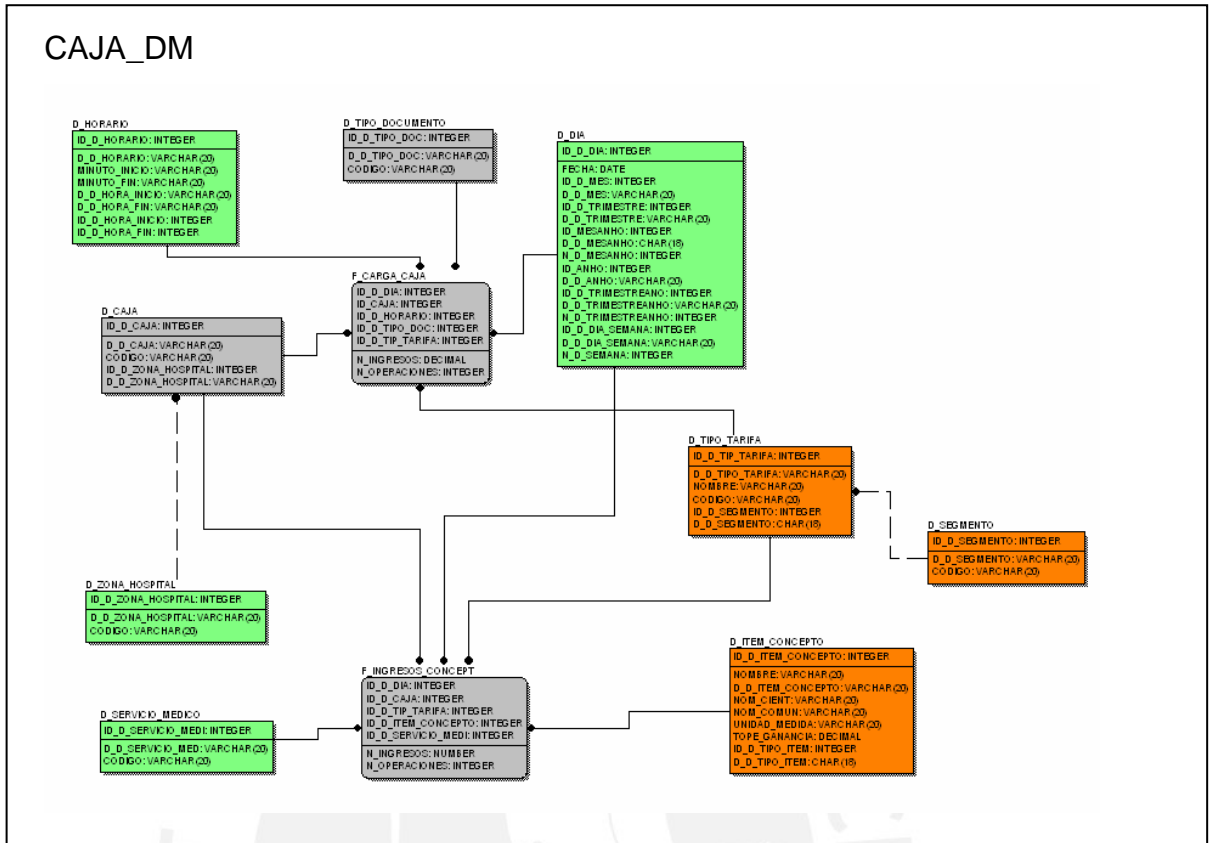 CAJA_DM
D_HORARIO
ID_D_HORARIO: INTEGER
D_D_HORARIO: VARCHAR(20)
MINUTO_INICIO: VARCHAR(20)
MINUTO_FIN: VARCHAR(20)
D_D_HORA_INICIO: VARCHAR(20)
D_D_HORA_FIN: VARCHAR(20)
ID_D_HORA_INICIO: INTEGER
ID_D_HORA_FIN: INTEGER
D_TIPO_DOCUMENTO
ID_D_TIPO_DOC: INTEGER
D_D_TIPO_DOC: VARCHAR(20)
CODIGO: VARCHAR(20)
D_DIA
ID_D_DIA: INTEGER
FECHA: DATE
ID_D_MES: INTEGER
D_D_MES: VARCHAR(20)
ID_D_TRIMESTRE: INTEGER
D_D_TRIMESTRE: VARCHAR(20)
ID_MESANHO: INTEGER
D_D_MESANHO: CHAR(18)
N_D_MESANHO: INTEGER
ID_ANHO: INTEGER
D_D_ANHO: VARCHAR(20)
ID_D_TRIMESTREANO: INTEGER
D_D_TRIMESTREANHO: VARCHAR(20)
N_D_TRIMESTREANHO: INTEGER
ID_D_DIA_SEMANA: INTEGER
D_D_DIA_SEMANA: VARCHAR(20)
N_D_SEMANA: INTEGER
F_CARGA_CAJA
ID_D_DIA: INTEGER
ID_CAJA: INTEGER
ID_D_HORARIO: INTEGER
ID_D_TIPO_DOC: INTEGER
ID_D_TIP_TARIFA: INTEGER
N_INGRESOS: DECIMAL
N_OPERACIONES: INTEGER
D_CAJA
ID_D_CAJA: INTEGER
D_D_CAJA: VARCHAR(20)
CODIGO: VARCHAR(20)
ID_D_ZONA_HOSPITAL: INTEGER
D_D_ZONA_HOSPITAL: VARCHAR(20)
D_TIPO_TARIFA
ID_D_TIP_TARIFA: INTEGER
D_D_TIPO_TARIFA: VARCHAR(20)
NOMBRE: VARCHAR(20)
CODIGO: VARCHAR(20)
ID_D_SEGMENTO: INTEGER
D_D_SEGMENTO: CHAR(18)
D_SEGMENTO
ID_D_SEGMENTO: INTEGER
D_D_SEGMENTO: VARCHAR(20)
CODIGO: VARCHAR(20)
D_ZONA_HOSPITAL
ID_D_ZONA_HOSPITAL: INTEGER
D_D_ZONA_HOSPITAL: VARCHAR(20)
CODIGO: VARCHAR(20)
F_INGRESOS_CONCEPT
ID_D_DIA: INTEGER
ID_D_CAJA: INTEGER
ID_D_TIP_TARIFA: INTEGER
ID_D_ITEM_CONCEPTO: INTEGER
ID_D_SERVICIO_MEDI: INTEGER
N_INGRESOS: NUMBER
N_OPERACIONES: INTEGER
D_ITEM_CONCEPTO
ID_D_ITEM_CONCEPTO: INTEGER
NOMBRE: VARCHAR(20)
D_D_ITEM_CONCEPTO: VARCHAR(20)
NOM_CIENT: VARCHAR(20)
NOM_COMUN: VARCHAR(20)
UNIDAD_MEDIDA: VARCHAR(20)
TOPE_GANANCIA: DECIMAL
ID_D_TIPO_ITEM: INTEGER
D_D_TIPO_ITEM: CHAR(18)
D_SERVICIO_MEDICO
ID_D_SERVICIO_MEDI: INTEGER
D_D_SERVICIO_MED: VARCHAR(20)
CODIGO: VARCHAR(20)